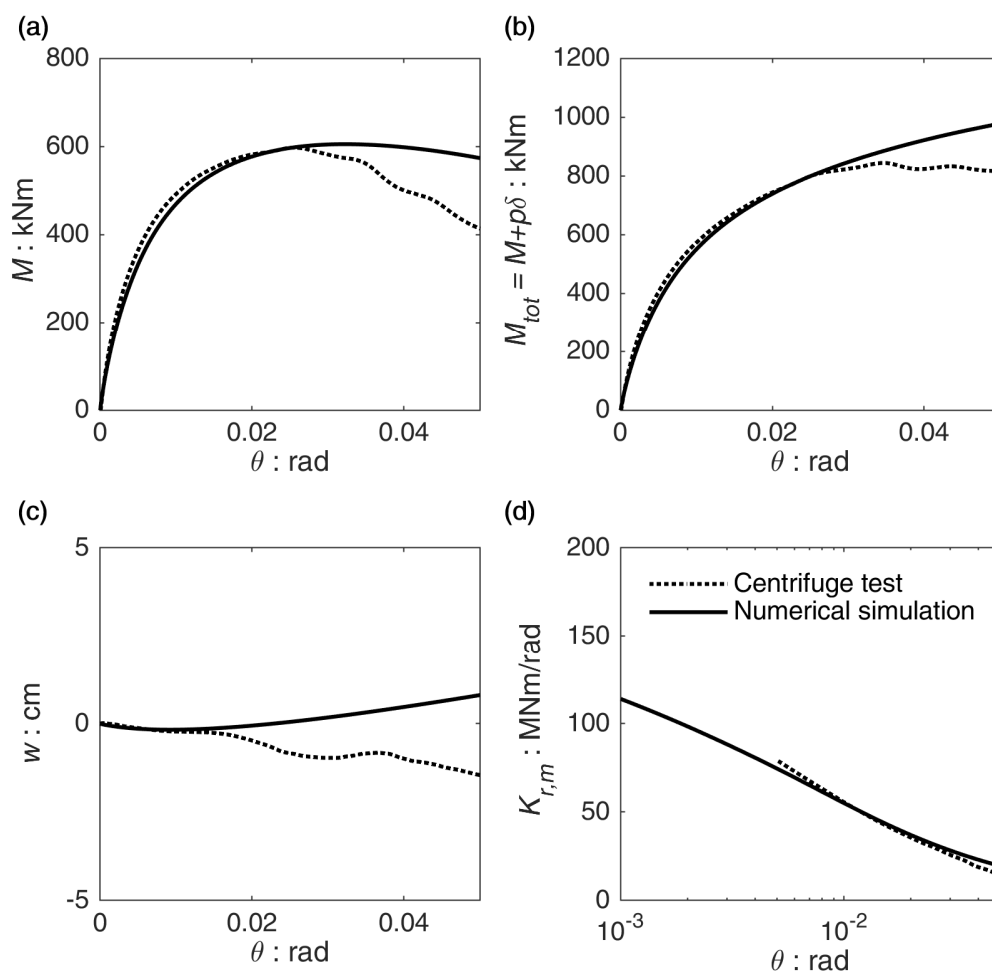 (a)
800
600
400
200
0
M : kNm
0 0.02 0.04
θ : rad
(b)
1200
1000
800
600
400
200
0
M_tot = M+pδ : kNm
0 0.02 0.04
θ : rad
(c)
5
0
-5
w : cm
0 0.02 0.04
θ : rad
(d)
200
150
100
50
0
K_r,m : MNm/rad
Centrifuge test
Numerical simulation
10^-3 10^-2
θ : rad